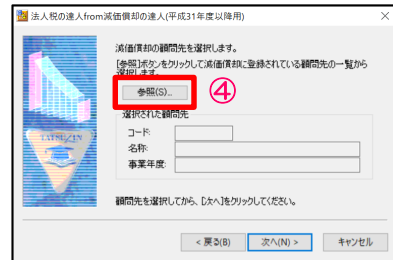 法人税の達人from減価償却の達人(平成31年度以降用)
減価償却の顧問先を選択します。
[参照]ボタンをクリックして減価償却に登録されている顧問先の一覧から
選択します。
参照(S)...
④
選択された顧問先
コード:
名称:
事業年度:
顧問先を選択してから、[次へ]をクリックしてください。
< 戻る(B)
次へ(N) >
キャンセル
TATSUZIN